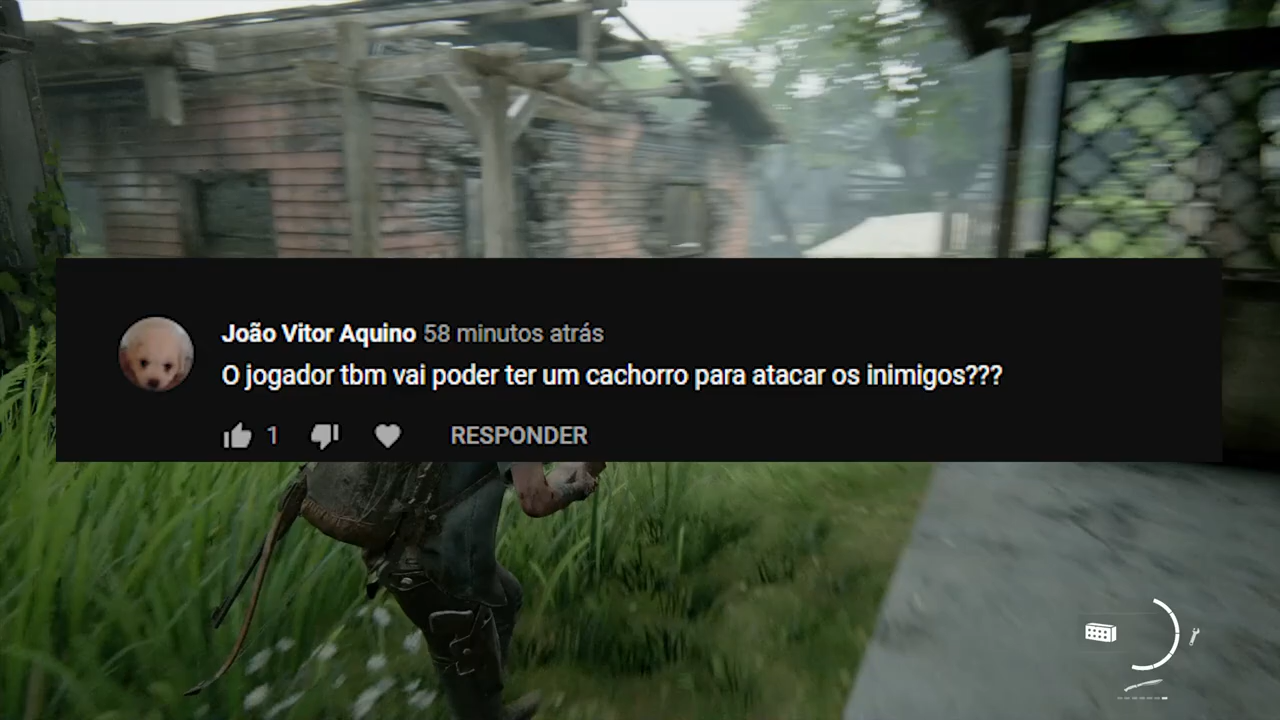 João Vitor Aquino 58 minutos atrás
O jogador tbm vai poder ter um cachorro para atacar os inimigos???
1 RESPONDER